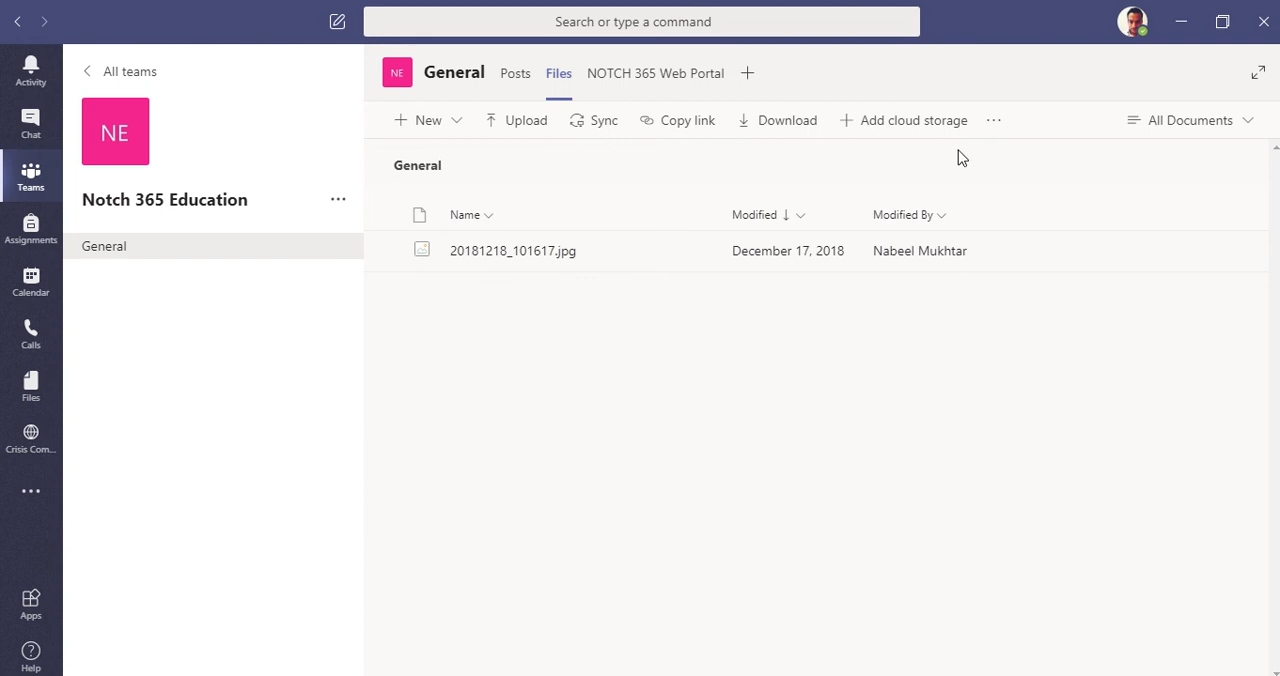 Search or type a command
Activity
Chat
Teams
Assignments
Calendar
Calls
Files
Crisis Com...
Apps
Help
All teams
NE
Notch 365 Education
General
NE General Posts Files NOTCH 365 Web Portal
New Upload Sync Copy link Download Add cloud storage All Documents
General
Name Modified Modified By
20181218_101617.jpg December 17, 2018 Nabeel Mukhtar